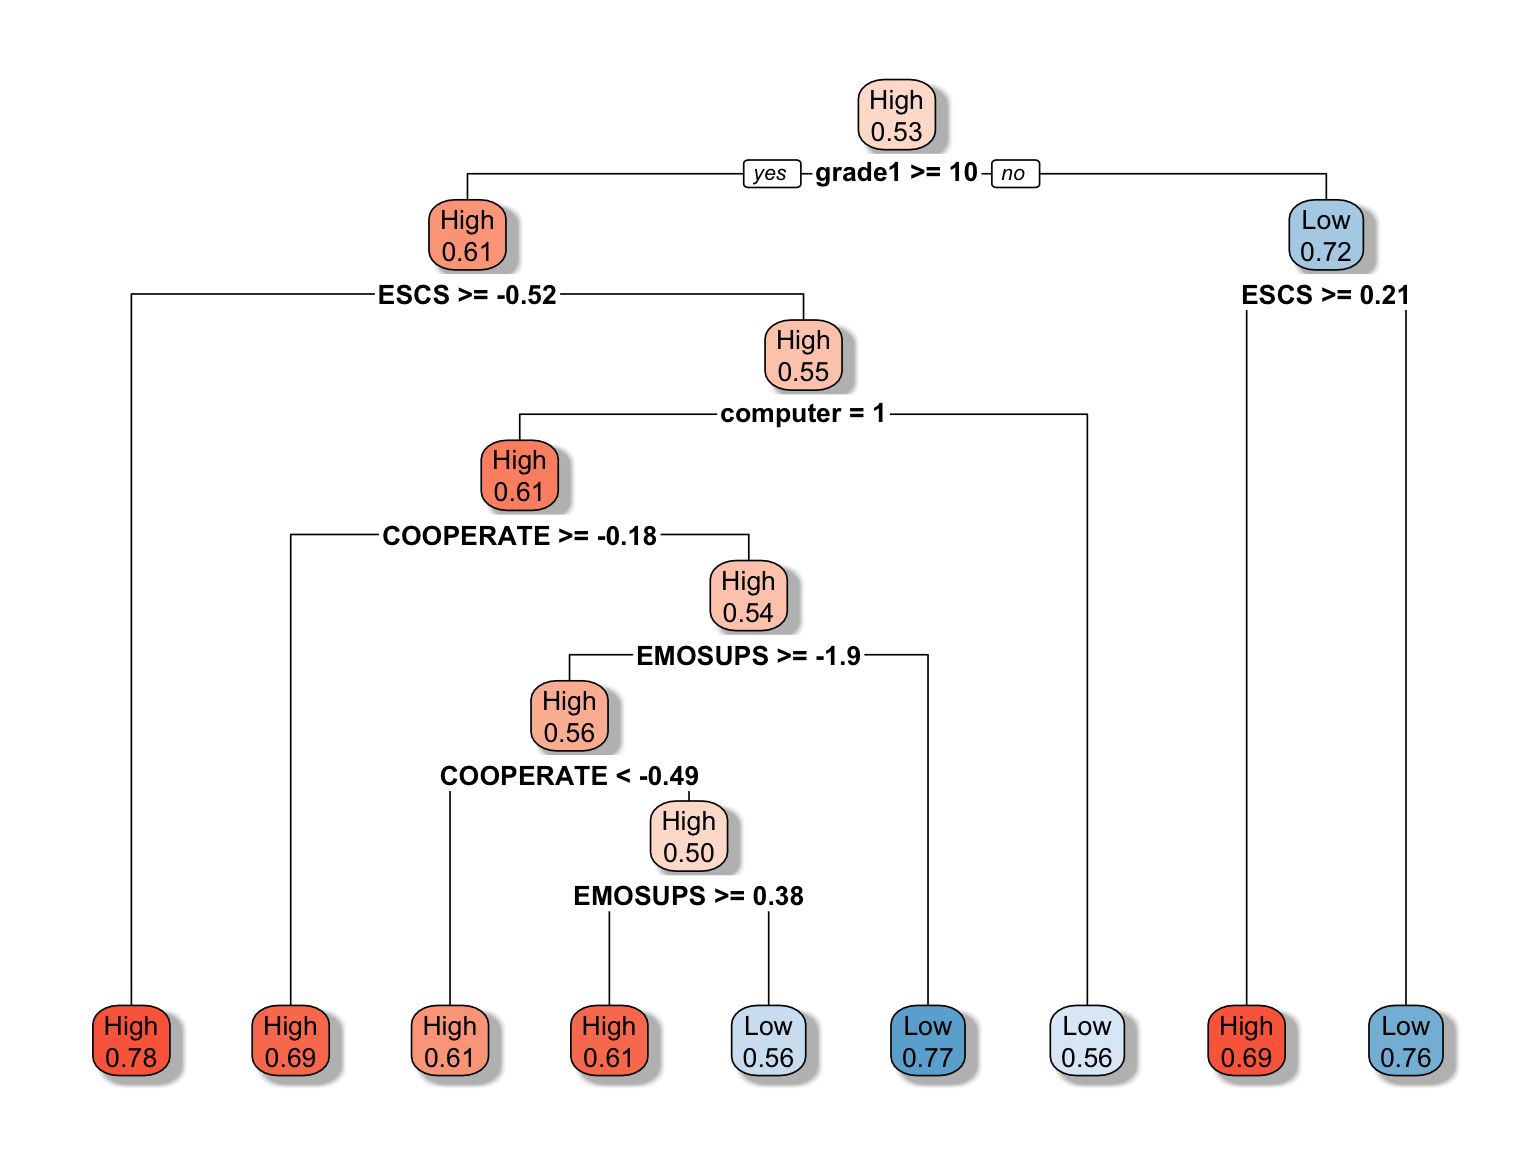 High
0.53
yes
grade1 >= 10
no
High
0.61
Low
0.72
ESCS >= -0.52
ESCS >= 0.21
High
0.55
computer = 1
High
0.61
COOPERATE >= -0.18
High
0.54
EMOSUPS >= -1.9
High
0.56
COOPERATE < -0.49
High
0.50
EMOSUPS >= 0.38
High
0.78
High
0.69
High
0.61
High
0.61
Low
0.56
Low
0.77
Low
0.56
High
0.69
Low
0.76